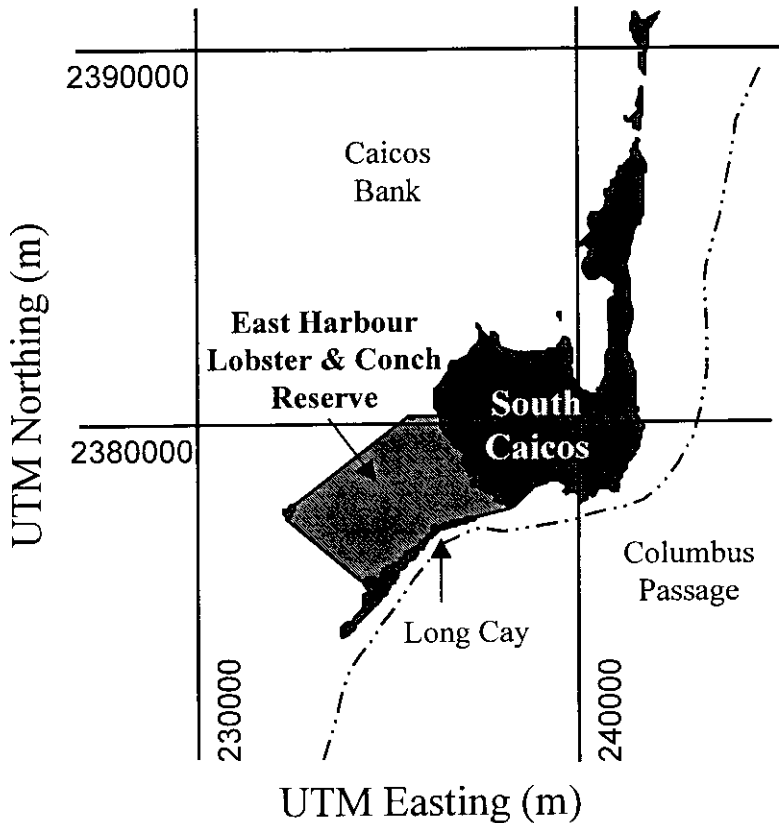 2390000
Caicos
Bank
UTM Northing (m)
East Harbour
Lobster & Conch
Reserve
South
Caicos
2380000
Columbus
Passage
Long Cay
230000
240000
UTM Easting (m)